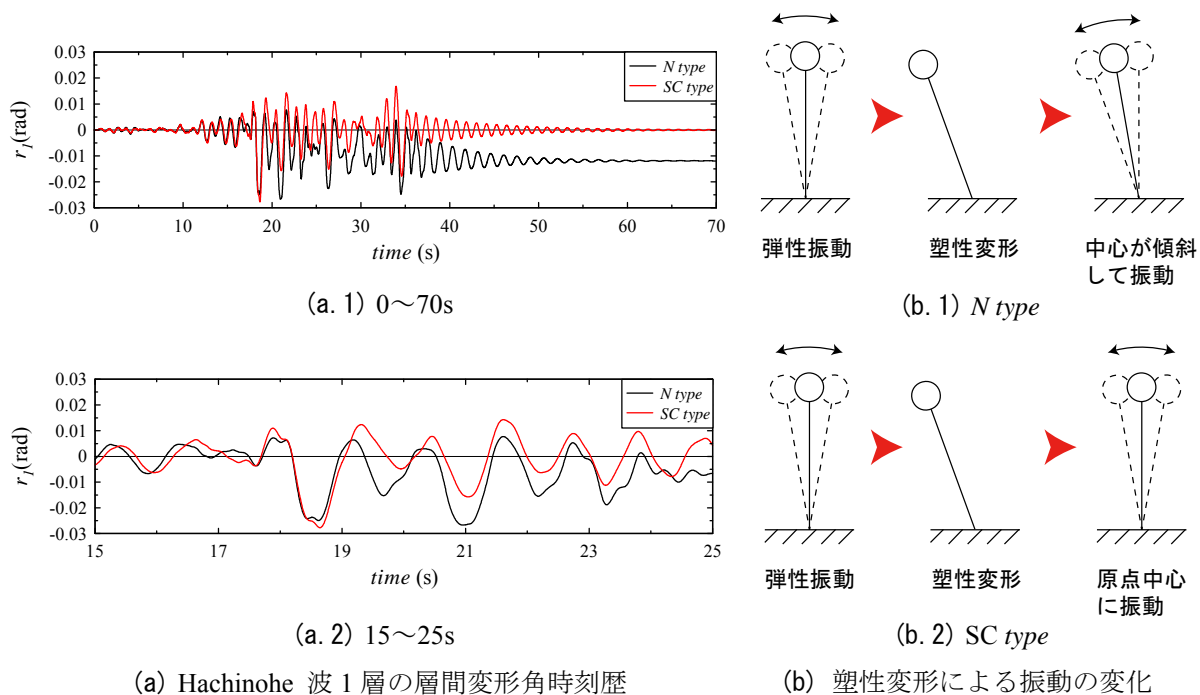 0.03
0.02
0.01
0
-0.01
-0.02
-0.03
r1(rad)
N type
SC type
0 10 20 30 40 50 60 70
time (s)
(a. 1) 0～70s
弾性振動
塑性変形
中心が傾斜
して振動
(b. 1) N type
0.03
0.02
0.01
0
-0.01
-0.02
-0.03
r1(rad)
N type
SC type
15 17 19 21 23 25
time (s)
(a. 2) 15～25s
弾性振動
塑性変形
原点中心
に振動
(b. 2) SC type
(a) Hachinohe 波 1 層の層間変形角時刻歴
(b) 塑性変形による振動の変化